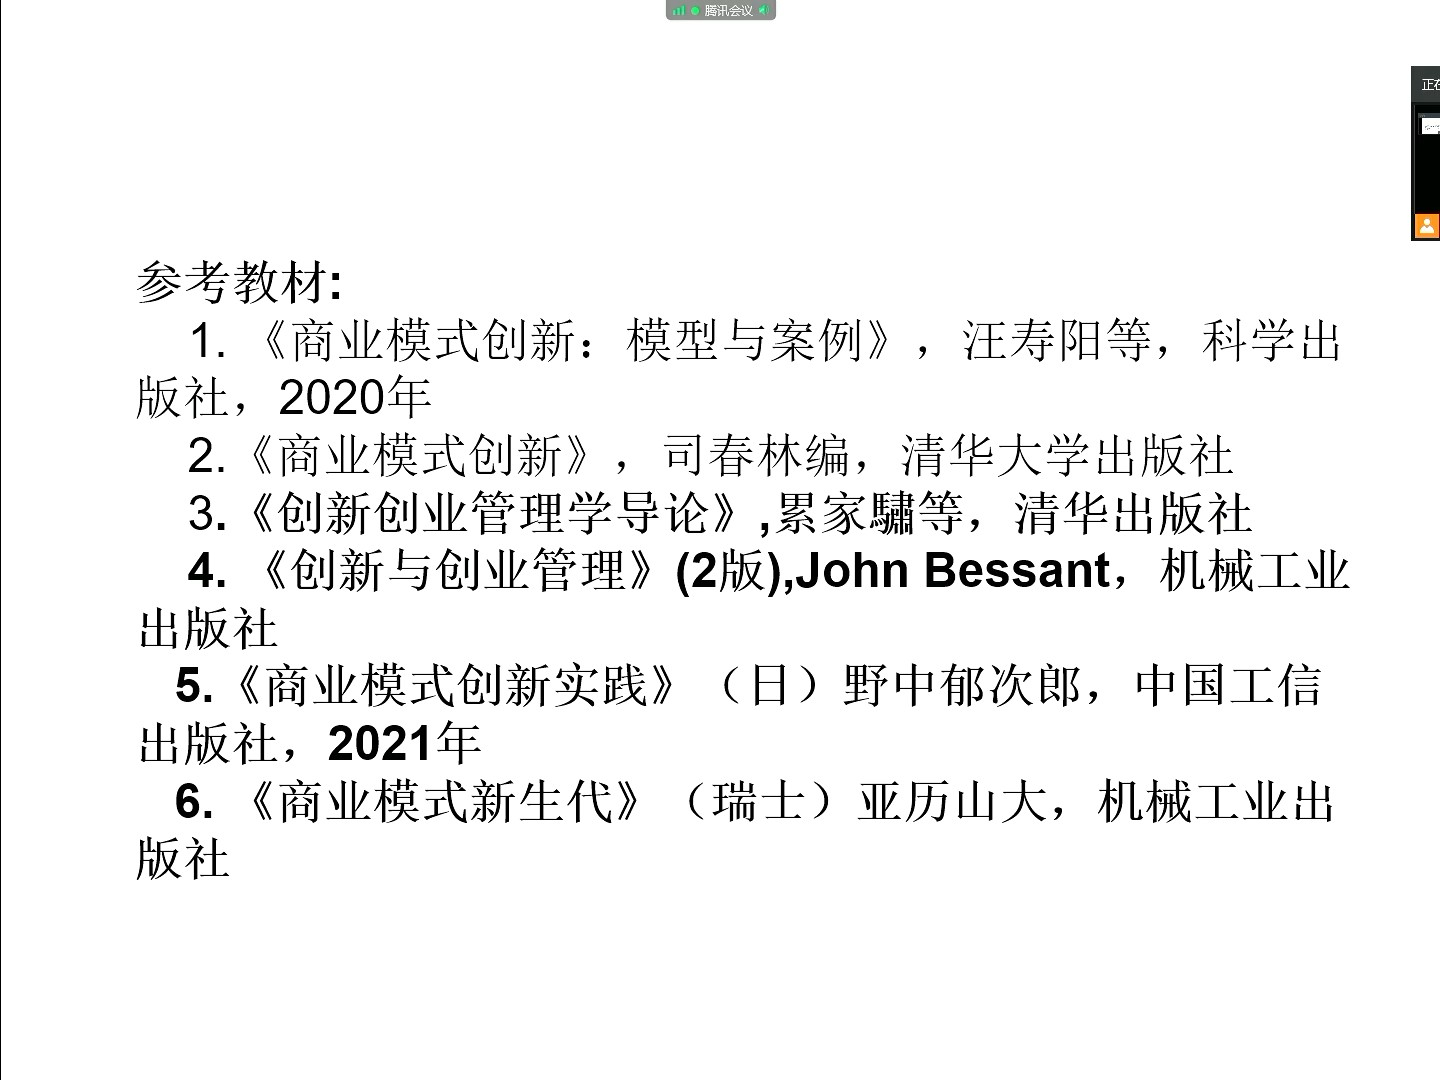 腾讯会议
正在
参考教材:
1. 《商业模式创新：模型与案例》，汪寿阳等，科学出
版社，2020年
2.《商业模式创新》，司春林编，清华大学出版社
3.《创新创业管理学导论》,累家驌等，清华出版社
4. 《创新与创业管理》(2版),John Bessant，机械工业
出版社
5.《商业模式创新实践》（日）野中郁次郎，中国工信
出版社，2021年
6. 《商业模式新生代》（瑞士）亚历山大，机械工业出
版社